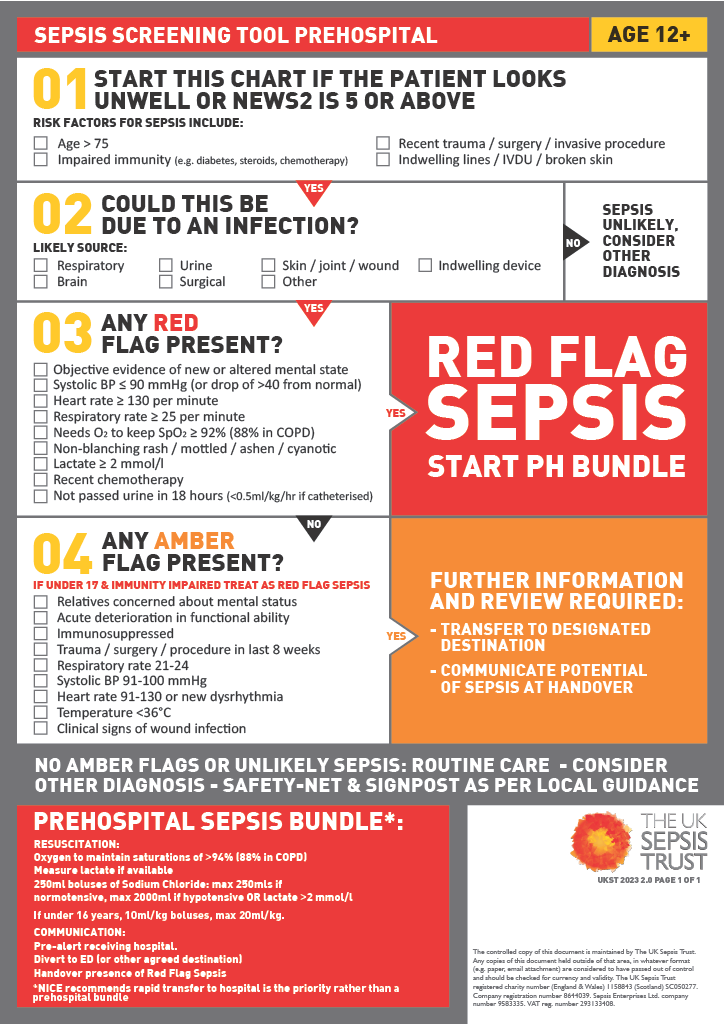 SEPSIS SCREENING TOOL PREHOSPITAL
AGE 12+
01
START THIS CHART IF THE PATIENT LOOKS
UNWELL OR NEWS2 IS 5 OR ABOVE
RISK FACTORS FOR SEPSIS INCLUDE:
Age > 75
Impaired immunity (e.g. diabetes, steroids, chemotherapy)
Recent trauma / surgery / invasive procedure
Indwelling lines / IVDU / broken skin
YES
02
COULD THIS BE
DUE TO AN INFECTION?
LIKELY SOURCE:
Respiratory
Urine
Skin / joint / wound
Indwelling device
Brain
Surgical
Other
NO
SEPSIS
UNLIKELY,
CONSIDER
OTHER
DIAGNOSIS
YES
03
ANY RED
FLAG PRESENT?
Objective evidence of new or altered mental state
Systolic BP ≤ 90 mmHg (or drop of >40 from normal)
Heart rate ≥ 130 per minute
Respiratory rate ≥ 25 per minute
Needs O2 to keep SpO2 ≥ 92% (88% in COPD)
Non-blanching rash / mottled / ashen / cyanotic
Lactate ≥ 2 mmol/l
Recent chemotherapy
Not passed urine in 18 hours (<0.5ml/kg/hr if catheterised)
YES
RED FLAG
SEPSIS
START PH BUNDLE
NO
04
ANY AMBER
FLAG PRESENT?
IF UNDER 17 & IMMUNITY IMPAIRED TREAT AS RED FLAG SEPSIS
Relatives concerned about mental status
Acute deterioration in functional ability
Immunosuppressed
Trauma / surgery / procedure in last 8 weeks
Respiratory rate 21-24
Systolic BP 91-100 mmHg
Heart rate 91-130 or new dysrhythmia
Temperature <36°C
Clinical signs of wound infection
YES
FURTHER INFORMATION
AND REVIEW REQUIRED:
- TRANSFER TO DESIGNATED
DESTINATION
- COMMUNICATE POTENTIAL
OF SEPSIS AT HANDOVER
NO AMBER FLAGS OR UNLIKELY SEPSIS: ROUTINE CARE - CONSIDER
OTHER DIAGNOSIS - SAFETY-NET & SIGNPOST AS PER LOCAL GUIDANCE
PREHOSPITAL SEPSIS BUNDLE*:
RESUSCITATION:
Oxygen to maintain saturations of >94% (88% in COPD)
Measure lactate if available
250ml boluses of Sodium Chloride: max 250mls if
normotensive, max 2000ml if hypotensive OR lactate >2 mmol/l
If under 16 years, 10ml/kg boluses, max 20ml/kg.
COMMUNICATION:
Pre-alert receiving hospital.
Divert to ED (or other agreed destination)
Handover presence of Red Flag Sepsis
*NICE recommends rapid transfer to hospital is the priority rather than a
prehospital bundle
THE UK
SEPSIS
TRUST
UKST 2023 2.0 PAGE 1 OF 1
The controlled copy of this document is maintained by The UK Sepsis Trust.
Any copies of this document held outside of that area, in whatever format
(e.g. paper, email attachment) are considered to have passed out of control
and should be checked for currency and validity. The UK Sepsis Trust
registered charity number (England & Wales) 1158843 (Scotland) SC050277.
Company registration number 8644039. Sepsis Enterprises Ltd. company
number 9583335. VAT reg. number 293133408.